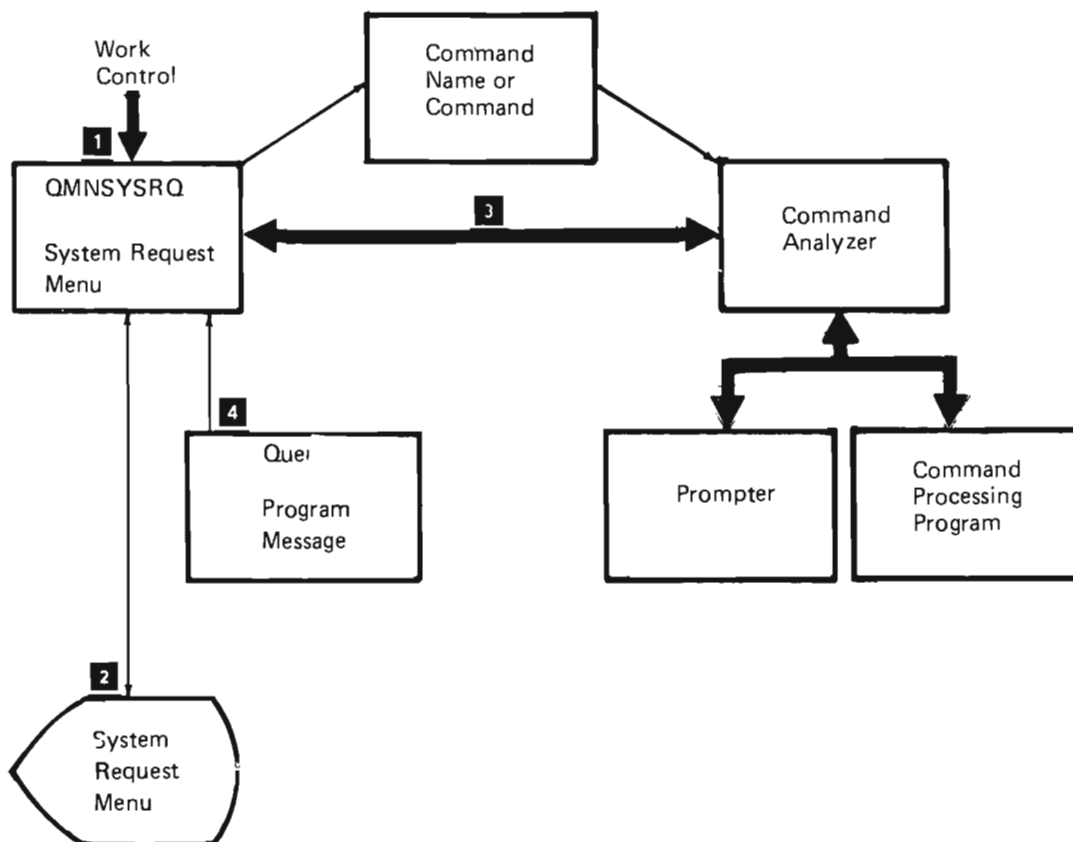 Work
Control
1
QMNSYSRQ
System Request
Menu
Command
Name or
Command
3
Command
Analyzer
4
Program
Message
Prompter
Command
Processing
Program
2
System
Request
Menu